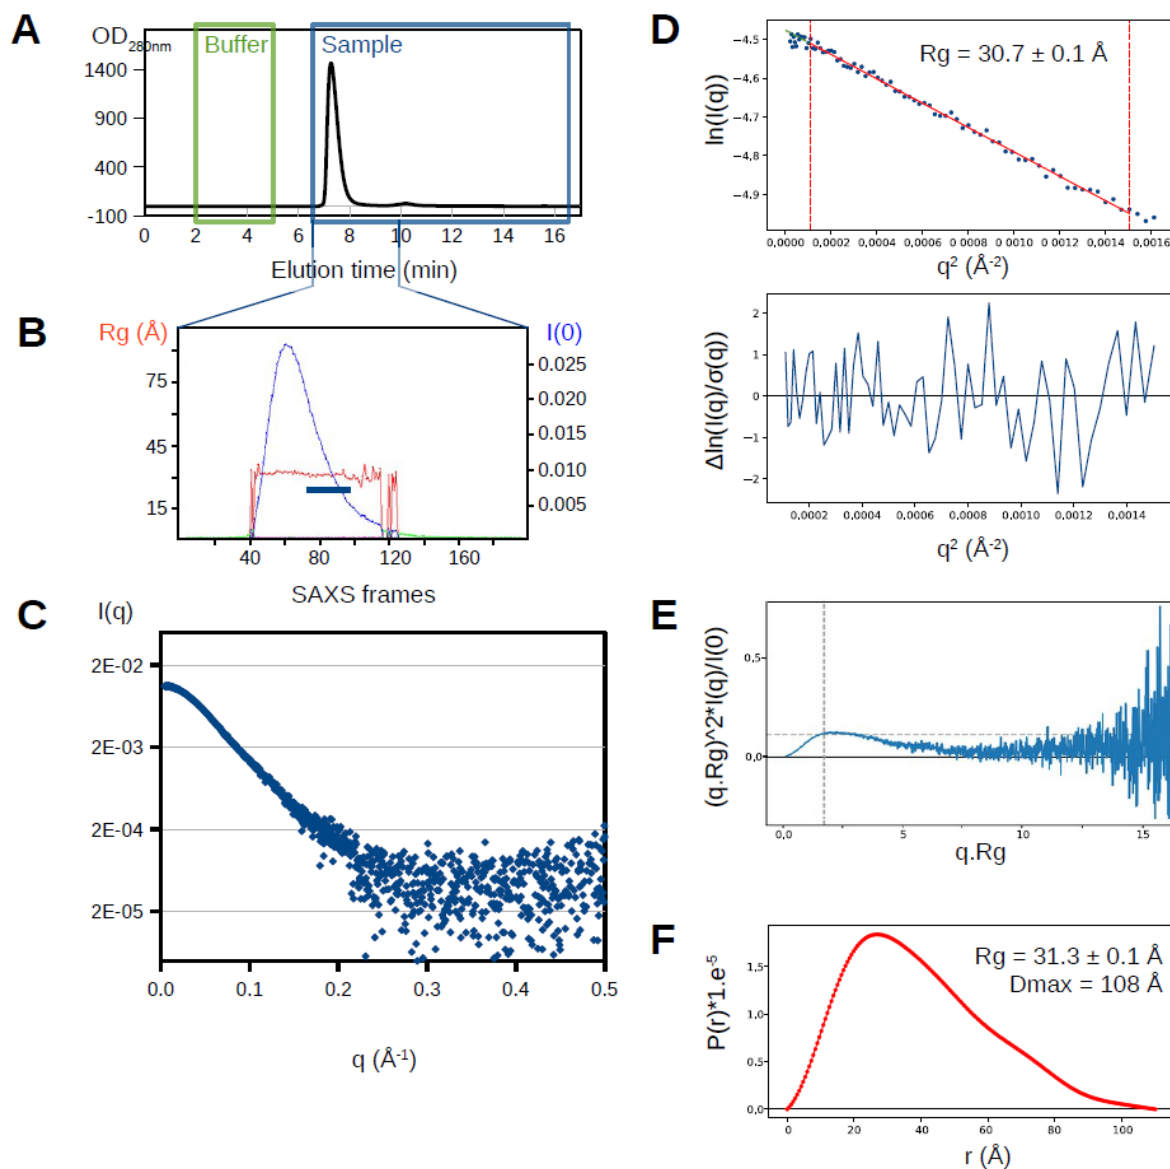 A
OD280nm
Buffer
Sample
1400
900
400
-100
0 2 4 6 8 10 12 14 16
Elution time (min)
B
Rg (Å)
I(0)
75
45
30
15
0.025
0.020
0.015
0.010
0.005
40 80 120 160
SAXS frames
C
I(q)
2E-02
2E-03
2E-04
2E-05
0.0 0.1 0.2 0.3 0.4 0.5
q (Å-1)
D
Rg = 30.7 ± 0.1 Å
ln(I(q))
−4.5
−4.6
−4.7
−4.8
−4.9
0,0000 0,0002 0,0004 0,0006 0 0008 0,0010 0,0012 0,0014 0,0016
q2 (Å-2)
Δln(I(q)/σ(q))
2
1
0
−1
−2
0,0002 0,0004 0,0006 0,0008 0,0010 0,0012 0,0014
q2 (Å-2)
E
(q.Rg)^2*I(q)/I(0)
0,5
0,0
0,0 5 10 15
q.Rg
F
Rg = 31.3 ± 0.1 Å
Dmax = 108 Å
P(r)*1.e-5
1,5
1.0
0,5
0,0
0 20 40 60 80 100
r (Å)